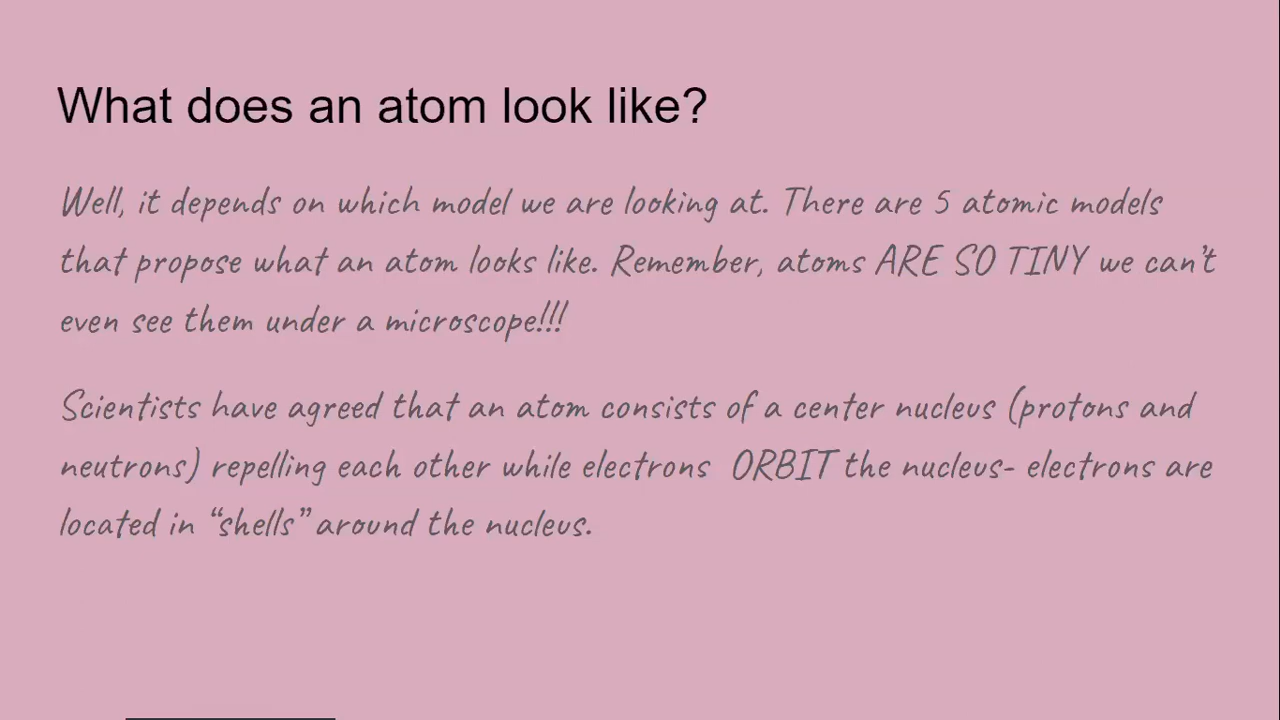 What does an atom look like?
Well, it depends on which model we are looking at. There are 5 atomic models
that propose what an atom looks like. Remember, atoms ARE SO TINY we can't
even see them under a microscope!!!
Scientists have agreed that an atom consists of a center nucleus (protons and
neutrons) repelling each other while electrons ORBIT the nucleus- electrons are
located in “shells” around the nucleus.